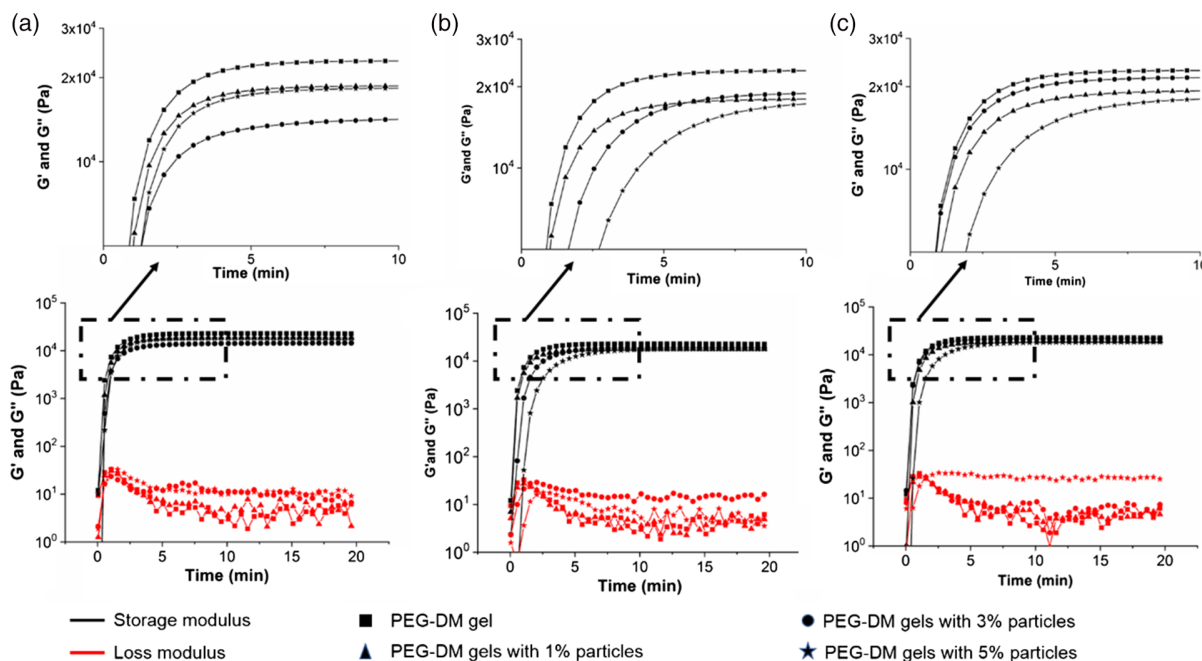 (a)
3x10⁴
2x10⁴
10⁴
G' and G'' (Pa)
0
5
10
Time (min)
10⁵
10⁴
10³
10²
10¹
10⁰
G' and G'' (Pa)
0
5
10
15
20
Time (min)
(b)
3x10⁴
2x10⁴
10⁴
G'and G'' (Pa)
0
5
10
Time (min)
10⁵
10⁴
10³
10²
10¹
10⁰
G'and G'' (Pa)
0
5
10
15
20
Time (min)
(c)
3x10⁴
2x10⁴
10⁴
G' and G'' (Pa)
0
5
10
Time (min)
10⁵
10⁴
10³
10²
10¹
10⁰
G' and G'' (Pa)
0
5
10
15
20
Time (min)
Storage modulus
Loss modulus
PEG-DM gel
PEG-DM gels with 1% particles
PEG-DM gels with 3% particles
PEG-DM gels with 5% particles